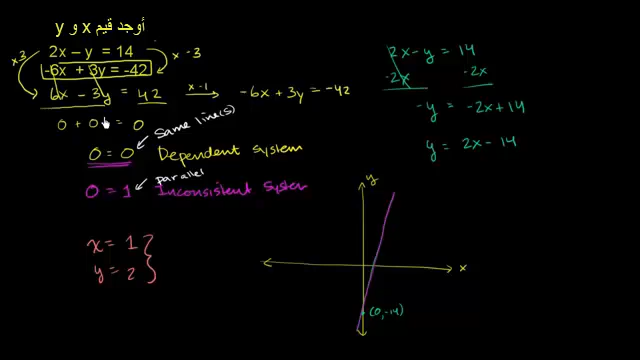 أوجد قيم x و y
x3 2x – y = 14 x -3
-6x + 3y = -42
6x - 3y = 42 x -1 -6x + 3y = -42
0 + 0 = 0
Same line(s)
0 = 0 Dependent system
parallel
0 = 1 Inconsistent system
x = 1
y = 2
2x - y = 14
-2x -2x
-y = -2x + 14
y = 2x - 14
y
x
(0, -14)